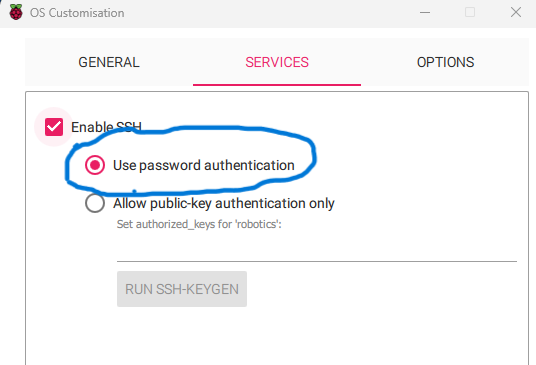 OS Customisation
GENERAL SERVICES OPTIONS
Enable SSH
Use password authentication
Allow public-key authentication only
Set authorized_keys for 'robotics':
RUN SSH-KEYGEN